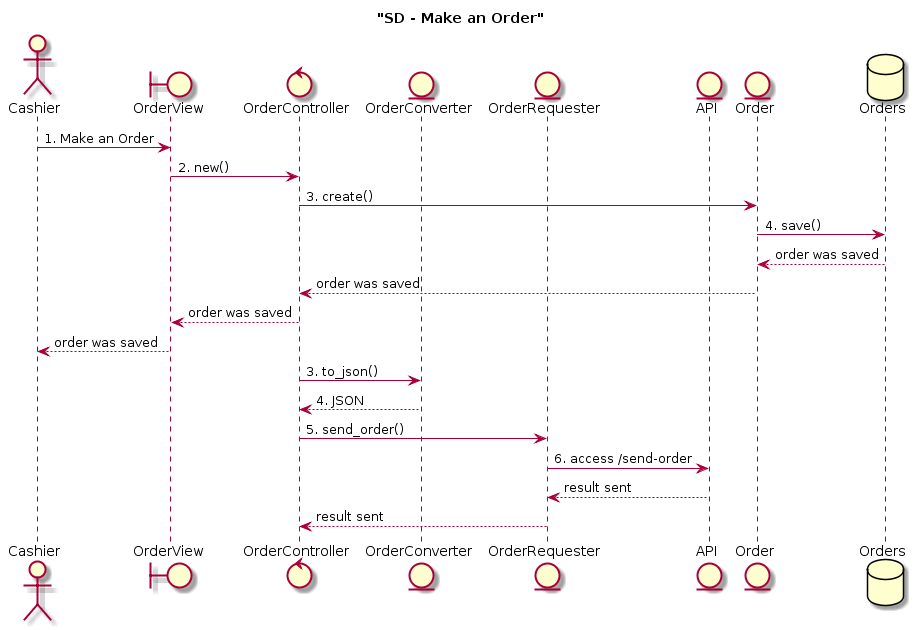 "SD - Make an Order"
Cashier OrderView OrderController OrderConverter OrderRequester API Order Orders
1. Make an Order
2. new()
3. create()
4. save()
order was saved
order was saved
order was saved
order was saved
3. to_json()
4. JSON
5. send_order()
6. access /send-order
result sent
result sent
Cashier OrderView OrderController OrderConverter OrderRequester API Order Orders